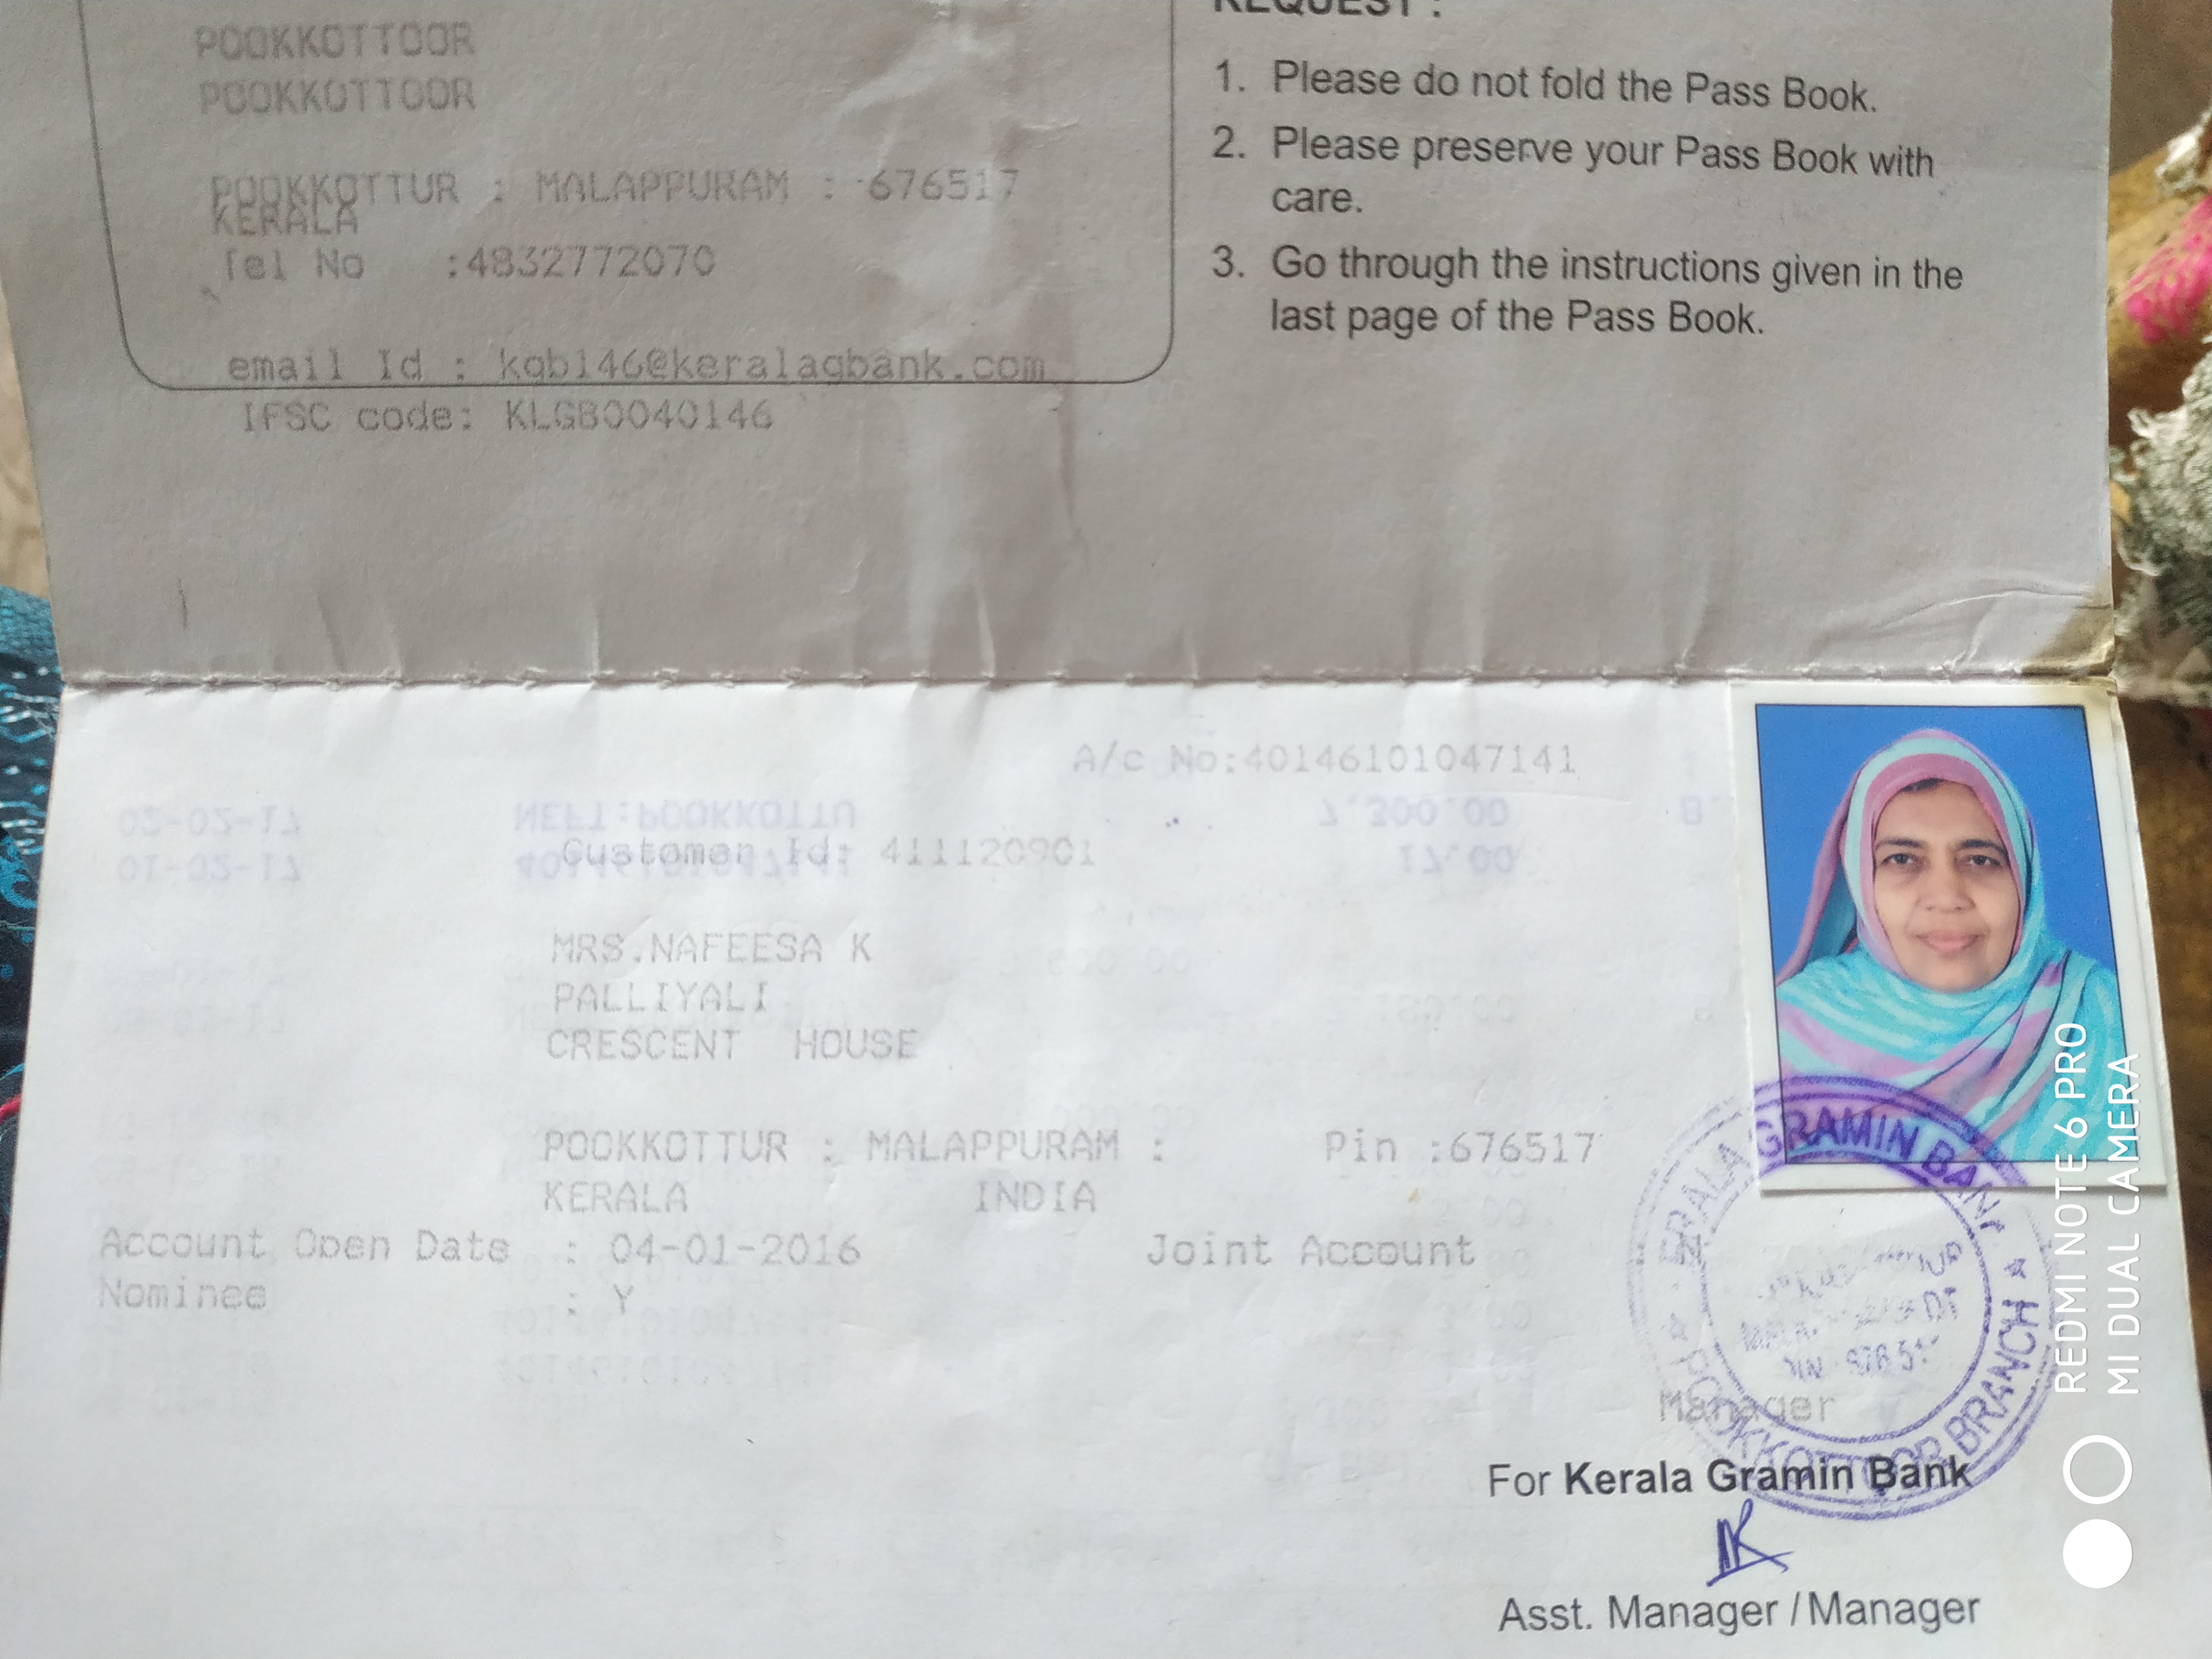 POOKKOTTOOR
POOKKOTTOOR
POOKKOTTUR : MALAPPURAM : 676517
KERALA
Tel No :4832772070
email Id : kgb146@keralagbank.com
IFSC code: KLGB0040146
REQUEST :
1. Please do not fold the Pass Book.
2. Please preserve your Pass Book with
care.
3. Go through the instructions given in the
last page of the Pass Book.
A/c No:40146101047141
Customer Id: 411120901
MRS.NAFEESA K
PALLIYALI
CRESCENT HOUSE
POOKKOTTUR : MALAPPURAM : Pin :676517
KERALA INDIA
Account Open Date : 04-01-2016 Joint Account
Nominee : Y
Manager
For Kerala Gramin Bank
Asst. Manager / Manager
GRAMIN
BRANCH
REDMI NOTE 6 PRO
MI DUAL CAMERA